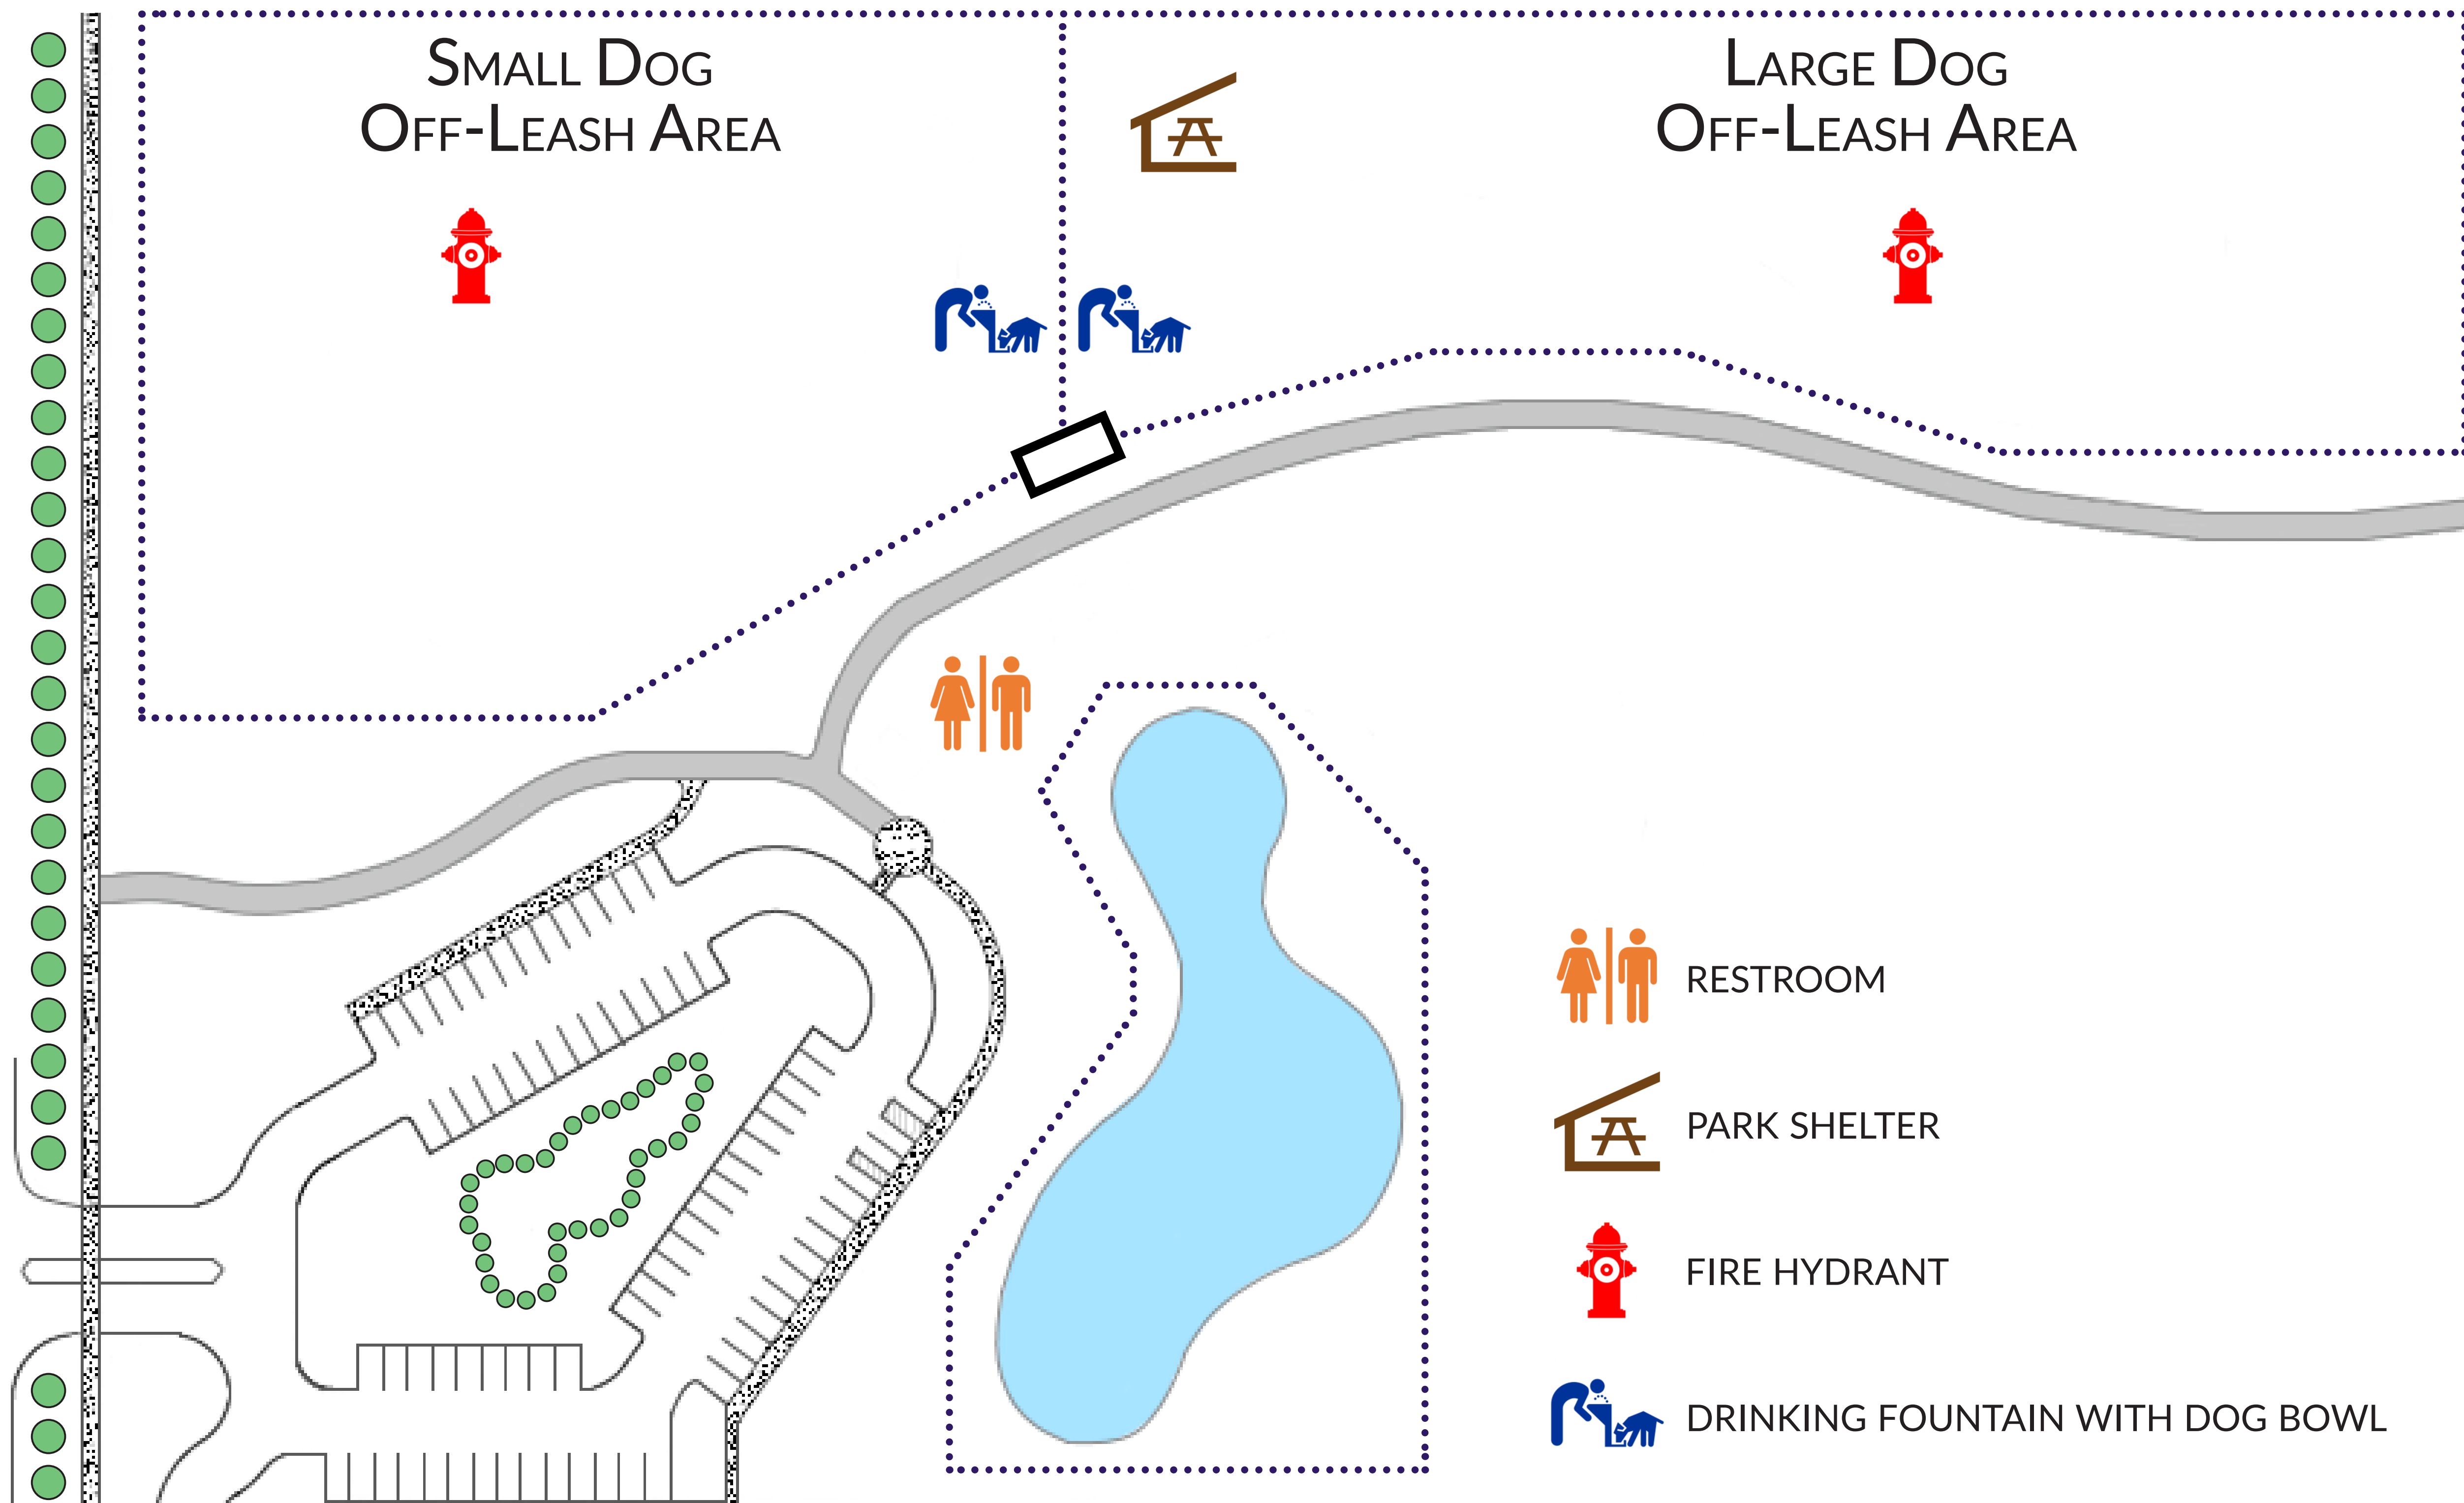 Small Dog
Off-Leash Area
Large Dog
Off-Leash Area
RESTROOM
PARK SHELTER
FIRE HYDRANT
DRINKING FOUNTAIN WITH DOG BOWL